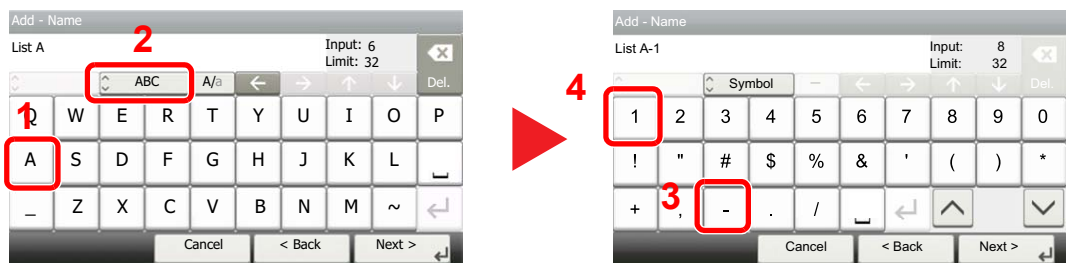 Add - Name
List A
Input: 6
Limit: 32
2
ABC
A/a
←
→
↑
↓
Del.
1
Q W E R T Y U I O P
A S D F G H J K L ␣
_ Z X C V B N M ~ ↵
Cancel
< Back
Next >
Add - Name
List A-1
Input: 8
Limit: 32
4
Symbol
—
←
→
↑
↓
Del.
1 2 3 4 5 6 7 8 9 0
! " # $ % & ' ( ) *
3
+ , - . / ␣ ↵
Cancel
< Back
Next >